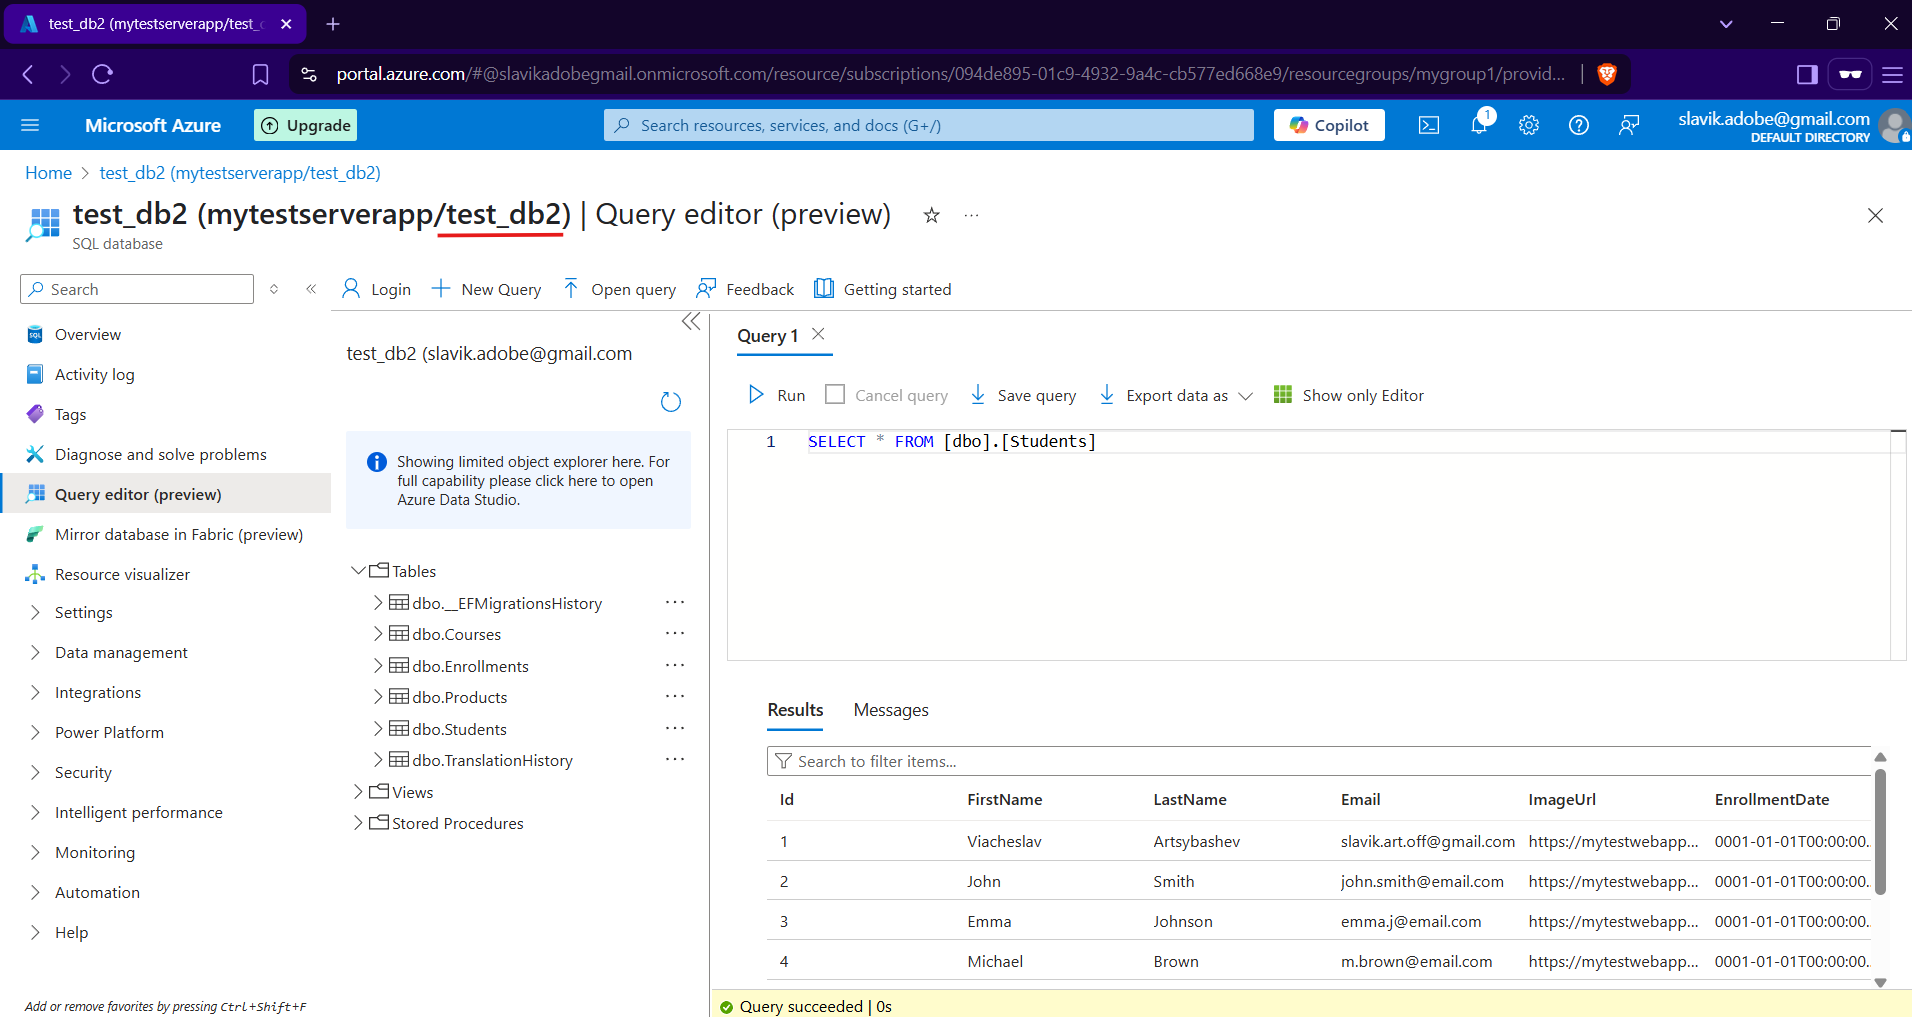 test_db2 (mytestserverapp/test_
portal.azure.com/#@slavikadobegmail.onmicrosoft.com/resource/subscriptions/094de895-01c9-4932-9a4c-cb577ed668e9/resourcegroups/mygroup1/provid...
Microsoft Azure
Upgrade
Search resources, services, and docs (G+/)
Copilot
1
slavik.adobe@gmail.com
DEFAULT DIRECTORY
Home > test_db2 (mytestserverapp/test_db2)
test_db2 (mytestserverapp/test_db2) | Query editor (preview)
SQL database
Search
Login
New Query
Open query
Feedback
Getting started
Overview
Activity log
Tags
Diagnose and solve problems
Query editor (preview)
Mirror database in Fabric (preview)
Resource visualizer
Settings
Data management
Integrations
Power Platform
Security
Intelligent performance
Monitoring
Automation
Help
Add or remove favorites by pressing Ctrl+Shift+F
test_db2 (slavik.adobe@gmail.com
Showing limited object explorer here. For
full capability please click here to open
Azure Data Studio.
Tables
dbo.__EFMigrationsHistory
dbo.Courses
dbo.Enrollments
dbo.Products
dbo.Students
dbo.TranslationHistory
Views
Stored Procedures
Query 1
Run
Cancel query
Save query
Export data as
Show only Editor
1 SELECT * FROM [dbo].[Students]
Results
Messages
Search to filter items...
Id FirstName LastName Email ImageUrl EnrollmentDate
1 Viacheslav Artsybashev slavik.art.off@gmail.com https://mytestwebapp... 0001-01-01T00:00:00...
2 John Smith john.smith@email.com https://mytestwebapp... 0001-01-01T00:00:00...
3 Emma Johnson emma.j@email.com https://mytestwebapp... 0001-01-01T00:00:00...
4 Michael Brown m.brown@email.com https://mytestwebapp... 0001-01-01T00:00:00...
Query succeeded | 0s